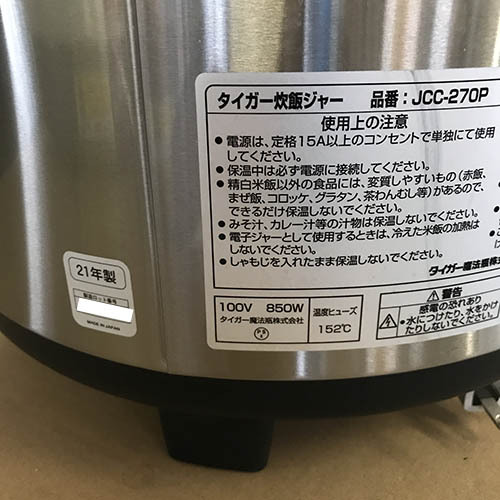 タイガー炊飯ジャー　品番：JCC-270P
使用上の注意
●電源は、定格15A以上のコンセントで単独にて使用
してください。
●保温中は必ず電源に接続してください。
●精白米飯以外の食品には、変質しやすいもの（赤飯、
まぜ飯、コロッケ、グラタン、茶わんむし等）があるので、
できるだけ保温しないでください。
●みそ汁、カレー汁等の汁物は保温しないでください。
●電子ジャーとして使用するときは、冷えた米飯の加熱は
しないでください。
●しゃもじを入れたまま保温しないでください。
タイガー魔法瓶株式
21年製
製造ロット番号
MADE IN JAPAN
100V 850W
タイガー魔法瓶株式会社
温度ヒューズ
152℃
警告
感電の恐れあり
●水につけたり、水をかけ
たりしないでください。